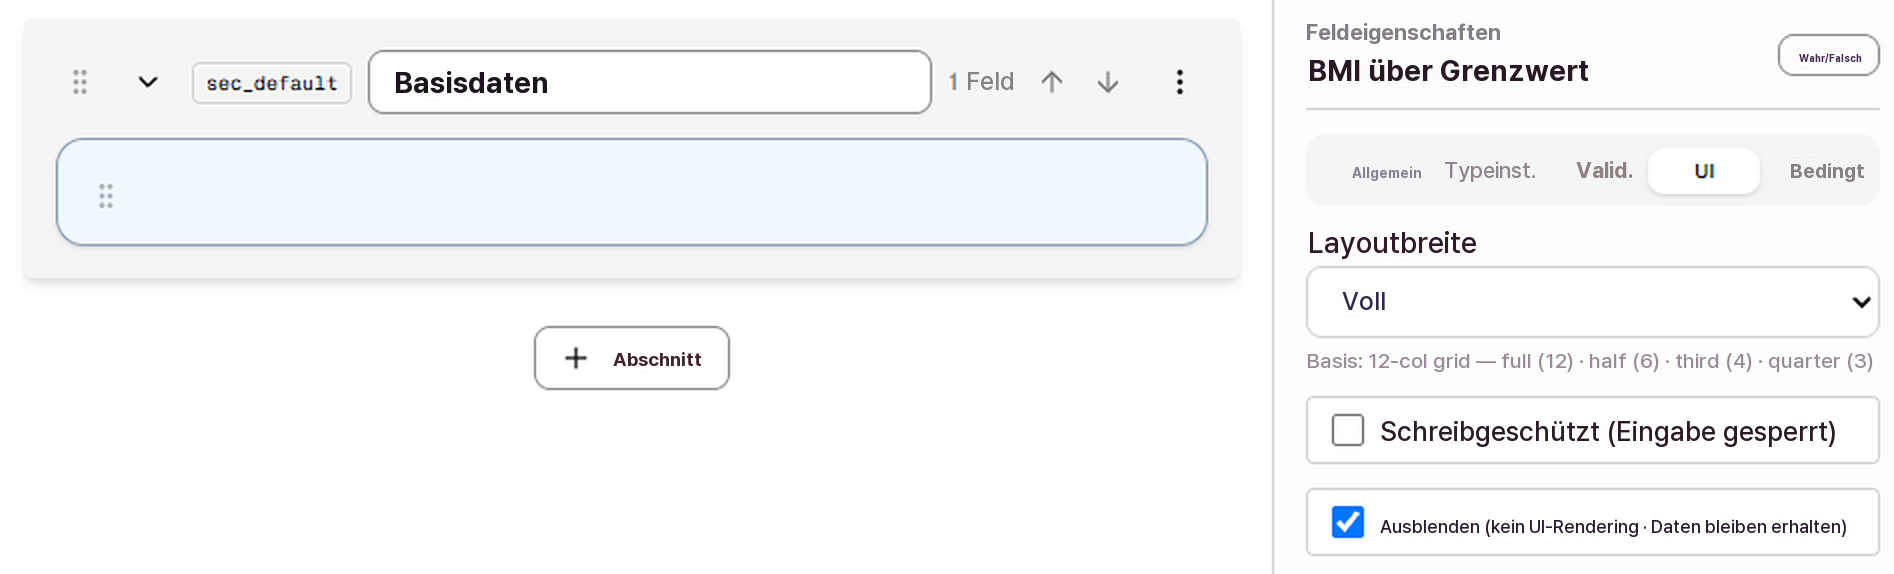 sec_default
Basisdaten
1 Feld
Abschnitt
Feldeigenschaften
BMI über Grenzwert
Wahr/Falsch
Allgemein
Typeinst.
Valid.
UI
Bedingt
Layoutbreite
Voll
Basis: 12-col grid — full (12) · half (6) · third (4) · quarter (3)
Schreibgeschützt (Eingabe gesperrt)
Ausblenden (kein UI-Rendering · Daten bleiben erhalten)